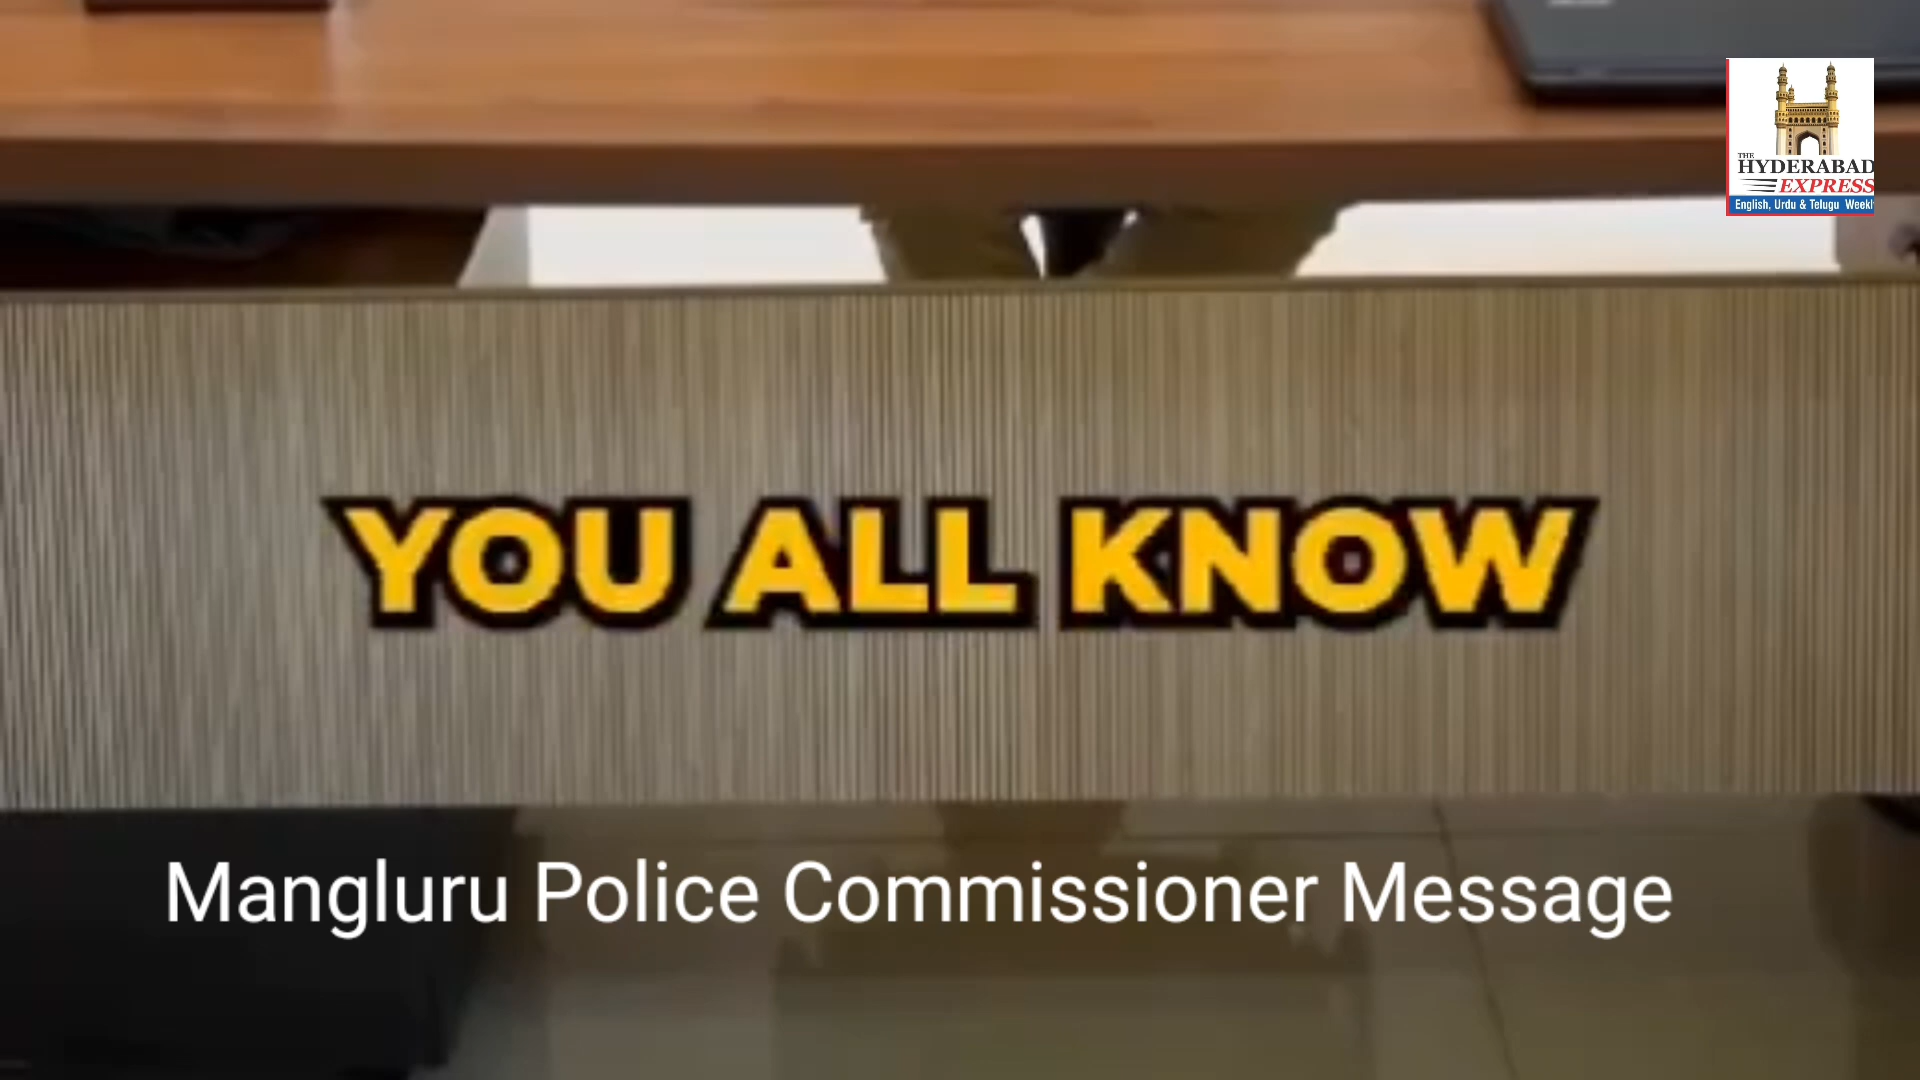 THE
HYDERABAD
EXPRESS
English, Urdu & Telugu Weekl
YOU ALL KNOW
Mangluru Police Commissioner Message